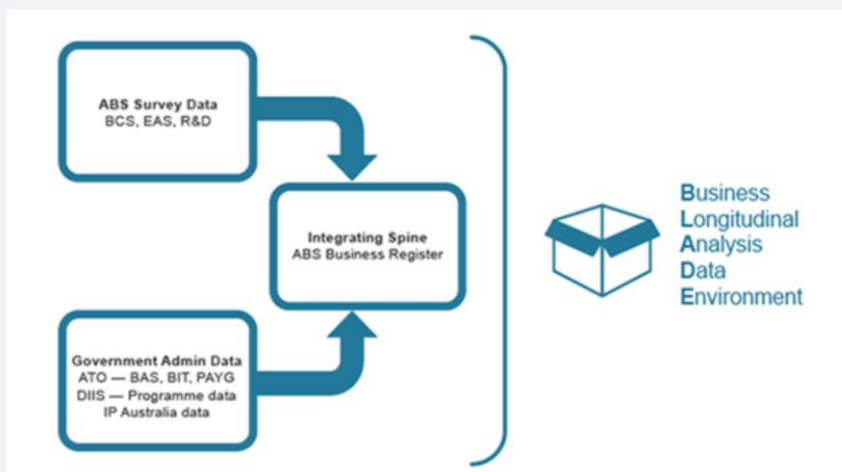 ABS Survey Data
BCS, EAS, R&D
Integrating Spine
ABS Business Register
Government Admin Data
ATO — BAS, BIT, PAYG
DIIS — Programme data
IP Australia data
Business
Longitudinal
Analysis
Data
Environment